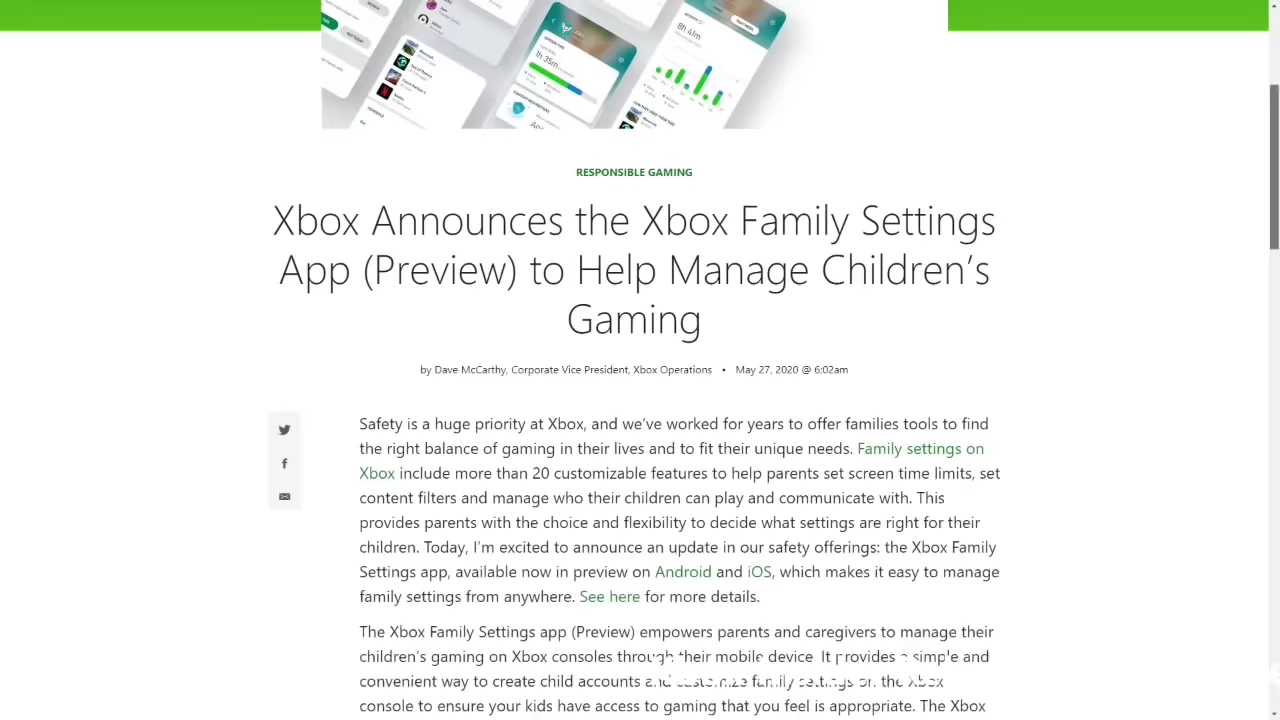 8h 41m
1h 35m
RESPONSIBLE GAMING
Xbox Announces the Xbox Family Settings
App (Preview) to Help Manage Children’s
Gaming
by Dave McCarthy, Corporate Vice President, Xbox Operations • May 27, 2020 @ 6:02am
Safety is a huge priority at Xbox, and we’ve worked for years to offer families tools to find
the right balance of gaming in their lives and to fit their unique needs. Family settings on
Xbox include more than 20 customizable features to help parents set screen time limits, set
content filters and manage who their children can play and communicate with. This
provides parents with the choice and flexibility to decide what settings are right for their
children. Today, I’m excited to announce an update in our safety offerings: the Xbox Family
Settings app, available now in preview on Android and iOS, which makes it easy to manage
family settings from anywhere. See here for more details.
The Xbox Family Settings app (Preview) empowers parents and caregivers to manage their
children’s gaming on Xbox consoles through their mobile device. It provides a simple and
convenient way to create child accounts and customize family settings on the Xbox
console to ensure your kids have access to gaming that you feel is appropriate. The Xbox